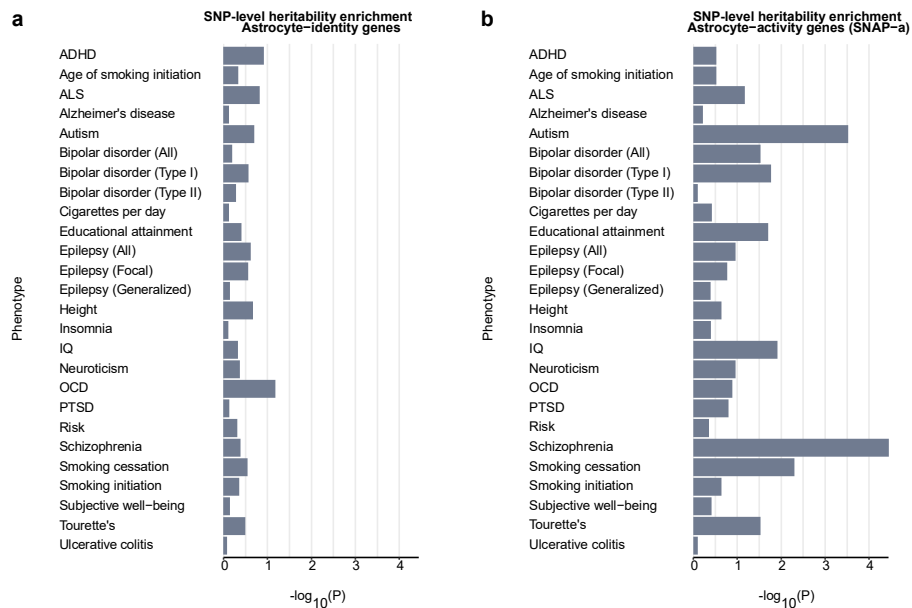 a
SNP-level heritability enrichment
Astrocyte−identity genes
Phenotype
ADHD
Age of smoking initiation
ALS
Alzheimer's disease
Autism
Bipolar disorder (All)
Bipolar disorder (Type I)
Bipolar disorder (Type II)
Cigarettes per day
Educational attainment
Epilepsy (All)
Epilepsy (Focal)
Epilepsy (Generalized)
Height
Insomnia
IQ
Neuroticism
OCD
PTSD
Risk
Schizophrenia
Smoking cessation
Smoking initiation
Subjective well−being
Tourette's
Ulcerative colitis
0 1 2 3 4
-log10(P)
b
SNP-level heritability enrichment
Astrocyte−activity genes (SNAP−a)
Phenotype
ADHD
Age of smoking initiation
ALS
Alzheimer's disease
Autism
Bipolar disorder (All)
Bipolar disorder (Type I)
Bipolar disorder (Type II)
Cigarettes per day
Educational attainment
Epilepsy (All)
Epilepsy (Focal)
Epilepsy (Generalized)
Height
Insomnia
IQ
Neuroticism
OCD
PTSD
Risk
Schizophrenia
Smoking cessation
Smoking initiation
Subjective well−being
Tourette's
Ulcerative colitis
0 1 2 3 4
-log10(P)